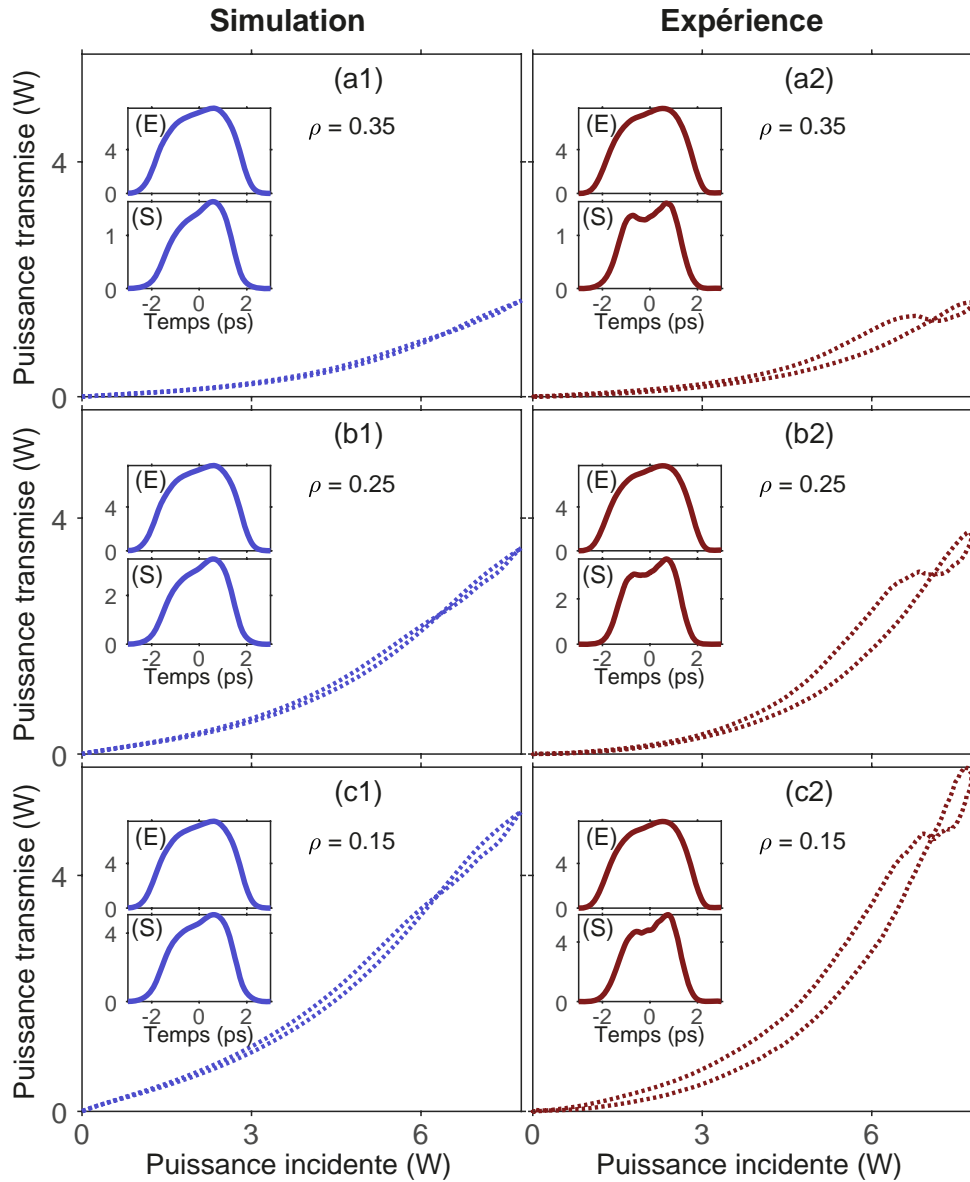 Simulation
Expérience
Puissance transmise (W)
4
0
(a1)
ρ = 0.35
(E)
4
0
(S)
1
0
-2 0 2
Temps (ps)
(a2)
ρ = 0.35
(E)
4
0
(S)
1
0
-2 0 2
Temps (ps)
Puissance transmise (W)
4
0
(b1)
ρ = 0.25
(E)
4
0
(S)
2
0
-2 0 2
Temps (ps)
(b2)
ρ = 0.25
(E)
4
0
(S)
2
0
-2 0 2
Temps (ps)
Puissance transmise (W)
4
0
(c1)
ρ = 0.15
(E)
4
0
(S)
4
0
-2 0 2
Temps (ps)
(c2)
ρ = 0.15
(E)
4
0
(S)
4
0
-2 0 2
Temps (ps)
0 3 6
Puissance incidente (W)
0 3 6
Puissance incidente (W)